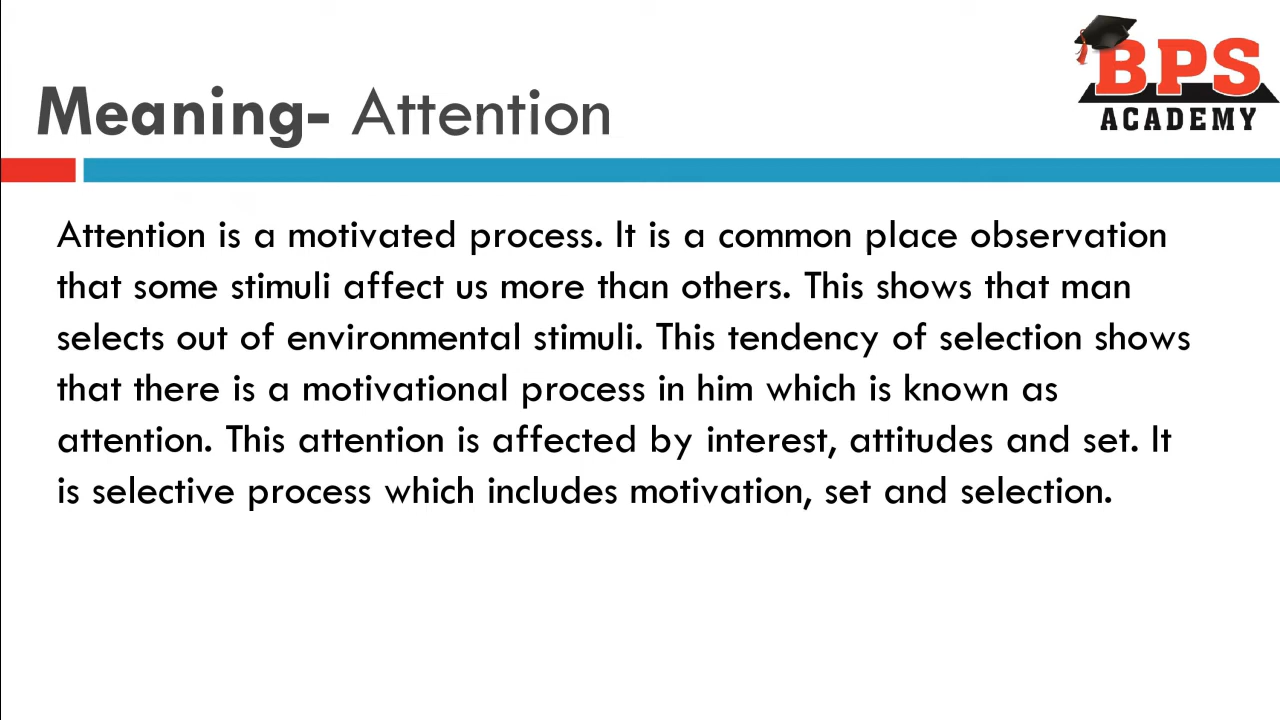 BPS
ACADEMY
Meaning- Attention
Attention is a motivated process. It is a common place observation
that some stimuli affect us more than others. This shows that man
selects out of environmental stimuli. This tendency of selection shows
that there is a motivational process in him which is known as
attention. This attention is affected by interest, attitudes and set. It
is selective process which includes motivation, set and selection.